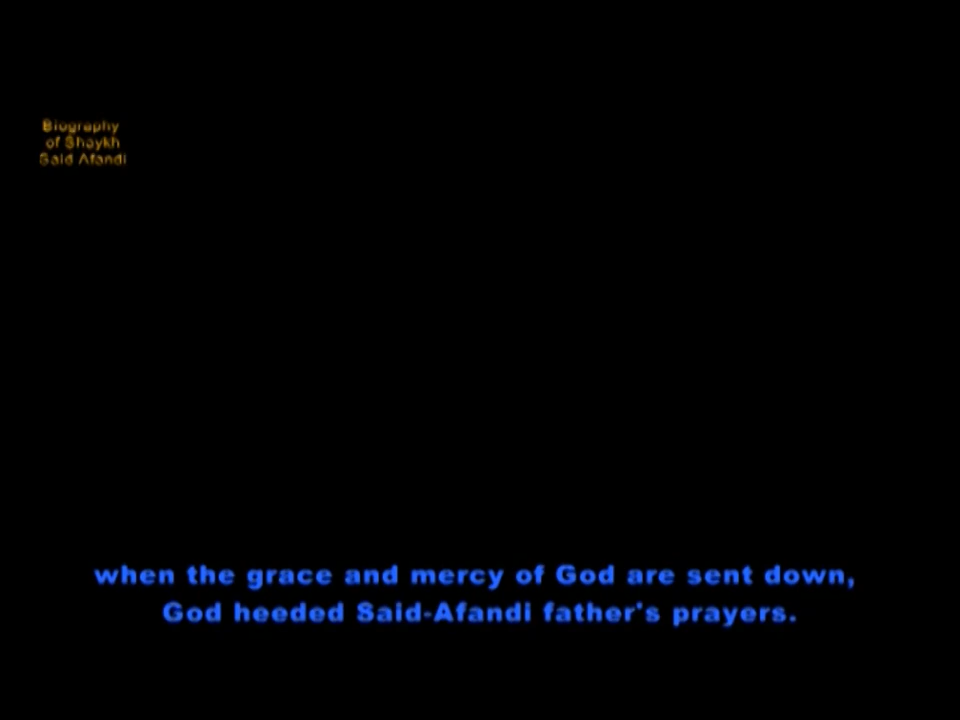 Biography
of Shaykh
Said Afandi
when the grace and mercy of God are sent down,
God heeded Said-Afandi father's prayers.